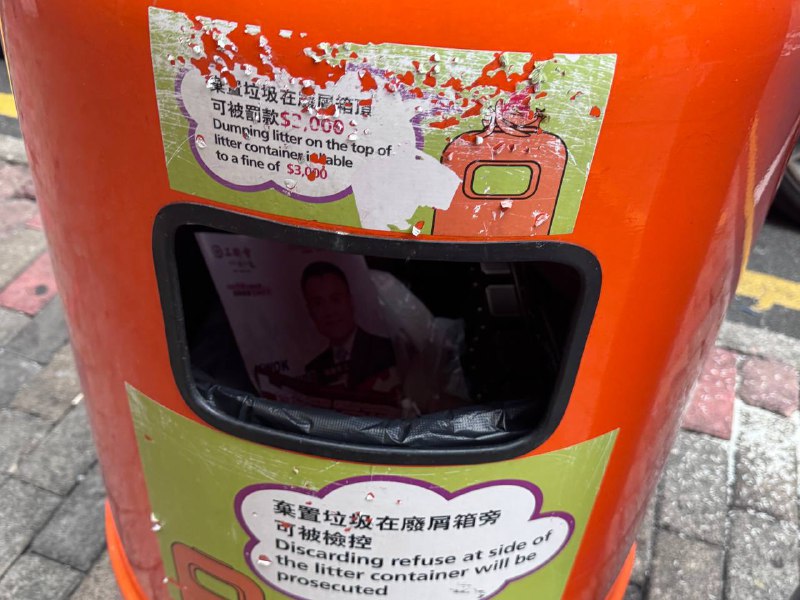 棄置垃圾在廢屑箱頂
可被罰款$3,000
Dumping litter on the top of
litter container is liable
to a fine of $3,000
棄置垃圾在廢屑箱旁
可被檢控
Discarding refuse at side of
the litter container will be
prosecuted